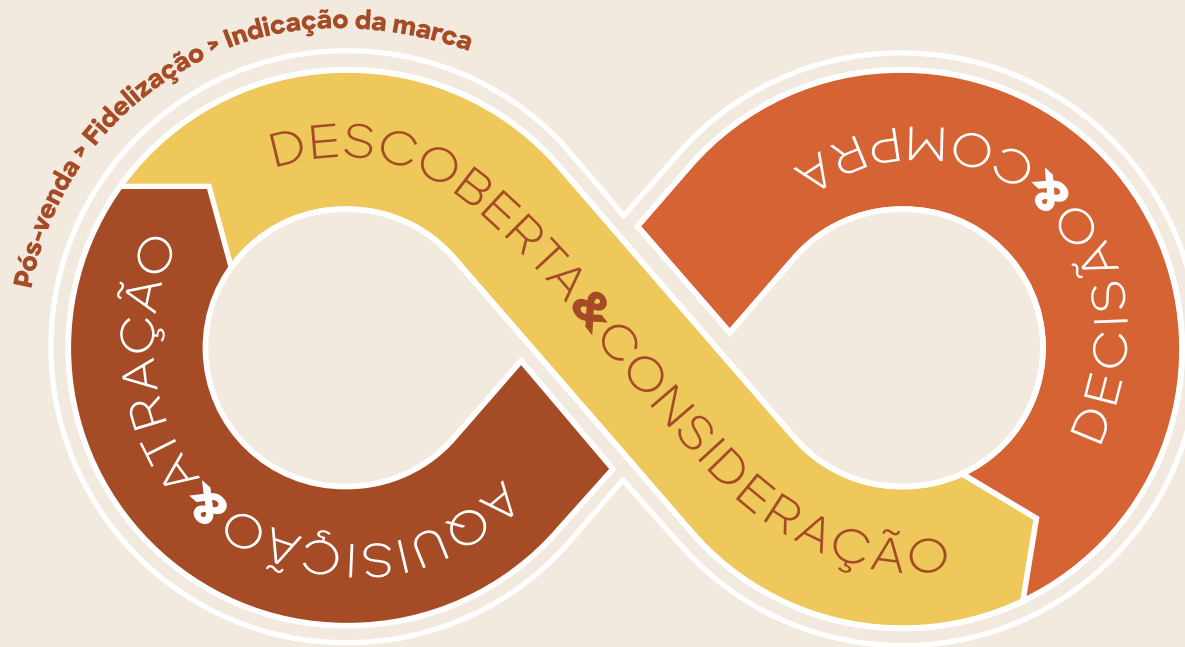 Pós-venda > Fidelização > Indicação da marca
AQUISIÇÃO&ATRAÇÃO
DESCOBERTA&CONSIDERAÇÃO
DECISÃO&COMPRA